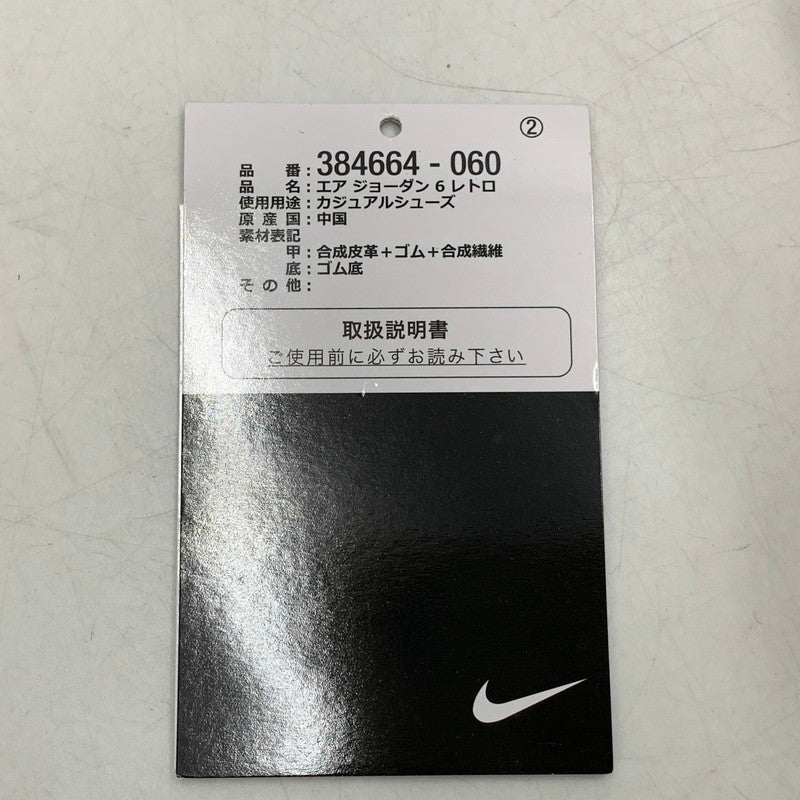 ②
品 番：384664 - 060
品 名：エア ジョーダン 6 レトロ
使用用途：カジュアルシューズ
原 産 国：中国
素材表記
甲：合成皮革＋ゴム＋合成繊維
底：ゴム底
そ の 他：
取扱説明書
ご使用前に必ずお読み下さい